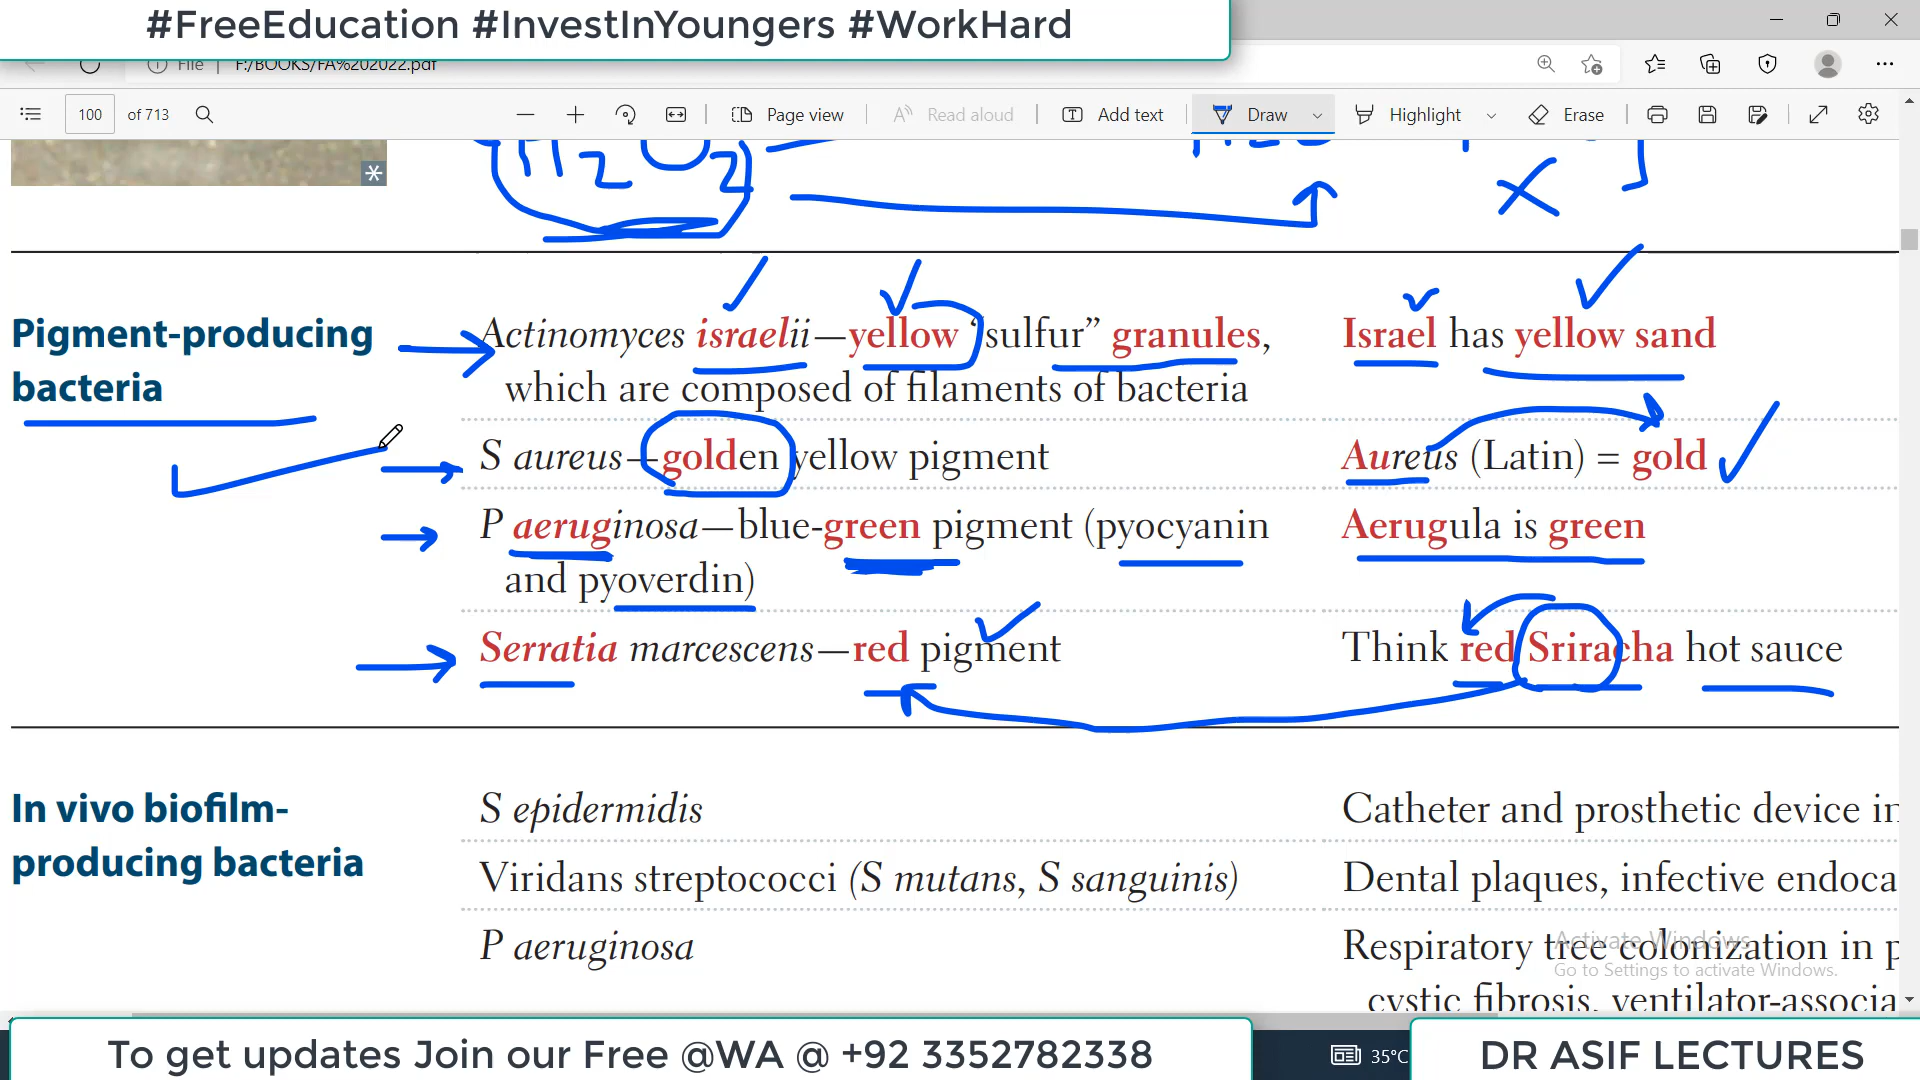 #FreeEducation #InvestInYoungers #WorkHard
File | F:/BOOKS/FA%202022.pdf
100 of 713 Page view Read aloud Add text Draw Highlight Erase
H2O2
Pigment-producing bacteria
Actinomyces israelii—yellow “sulfur” granules,
which are composed of filaments of bacteria
Israel has yellow sand
S aureus—golden yellow pigment
Aureus (Latin) = gold
P aeruginosa—blue-green pigment (pyocyanin
and pyoverdin)
Aerugula is green
Serratia marcescens—red pigment
Think red Sriracha hot sauce
In vivo biofilm-
producing bacteria
S epidermidis
Catheter and prosthetic device in
Viridans streptococci (S mutans, S sanguinis)
Dental plaques, infective endoca
P aeruginosa
Respiratory tree colonization in p
cystic fibrosis, ventilator-associa
Activate Windows
Go to Settings to activate Windows.
To get updates Join our Free @WA @ +92 3352782338
35°C
DR ASIF LECTURES